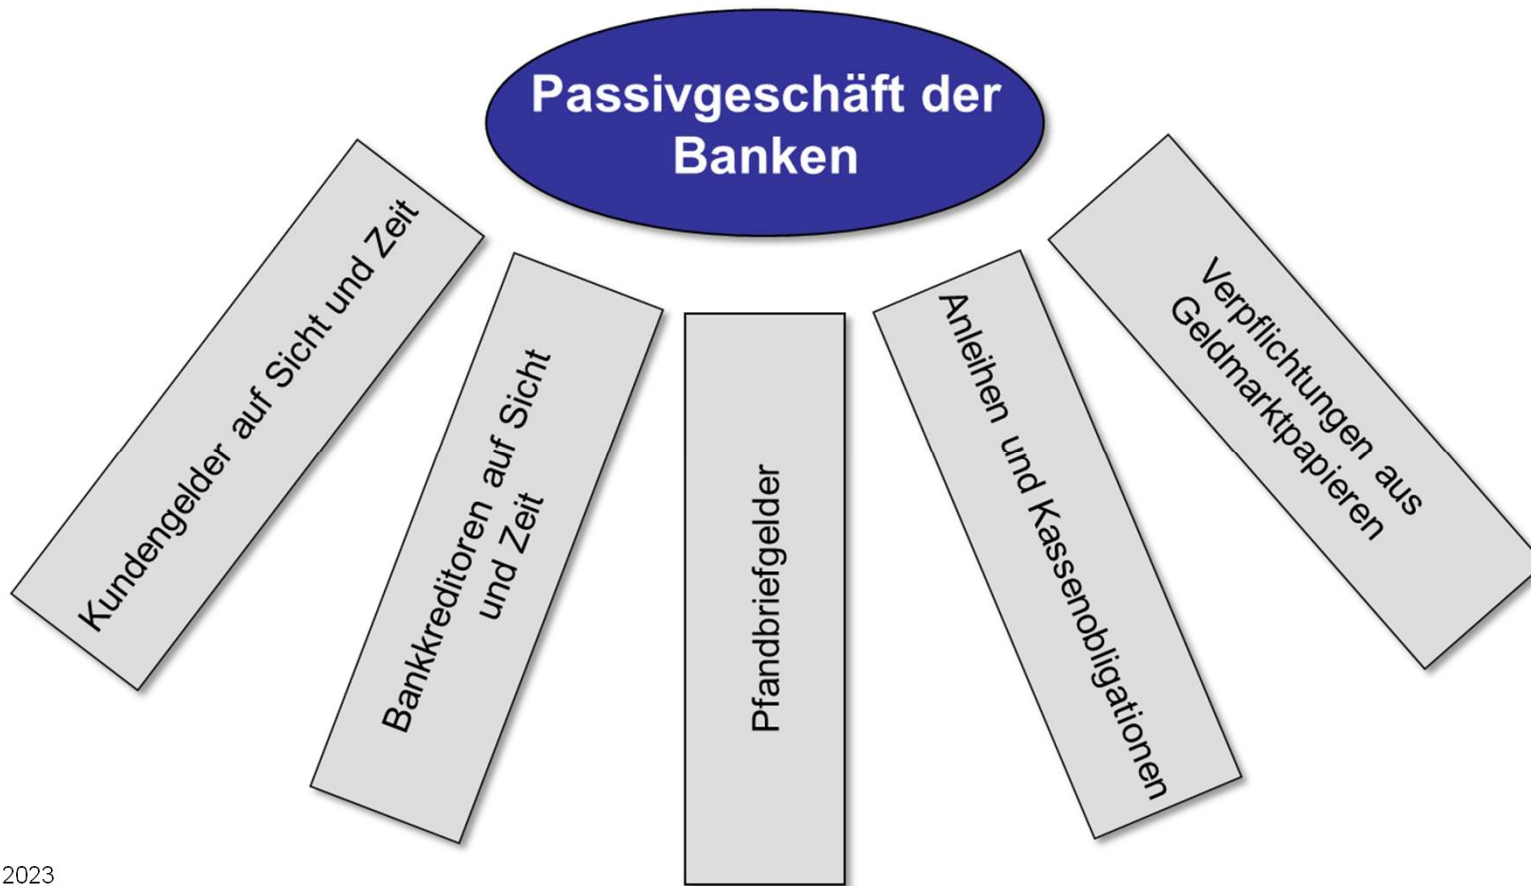 Passivgeschäft der
Banken
Kundengelder auf Sicht und Zeit
Bankkreditoren auf Sicht
und Zeit
Pfandbriefgelder
Anleihen und Kassenobligationen
Verpflichtungen aus
Geldmarktpapieren
2023